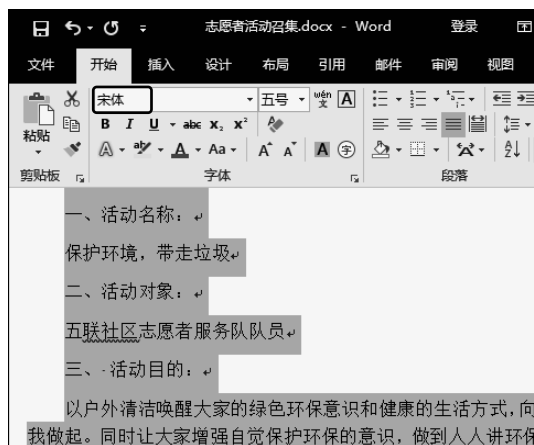 志愿者活动召集.docx - Word 登录
文件 开始 插入 设计 布局 引用 邮件 审阅 视图
宋体 五号 wén 文 A
B I U abc X₂ X² A
粘贴
A ab A Aa A A A 字
剪贴板 字体 段落
一、活动名称：
保护环境，带走垃圾
二、活动对象：
五联社区志愿者服务队队员
三、活动目的：
以户外清洁唤醒大家的绿色环保意识和健康的生活方式，向
我做起。同时让大家增强自觉保护环保的意识，做到人人讲环保